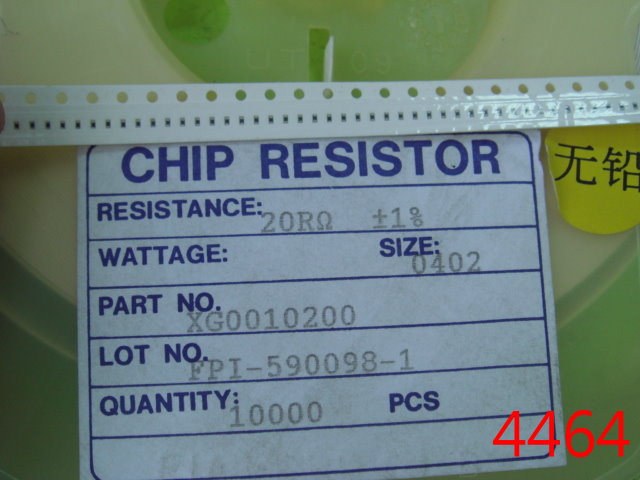 CHIP RESISTOR
无铅
RESISTANCE: 20RΩ ±1%
WATTAGE: SIZE: 0402
PART NO. XG0010200
LOT NO. FPI-590098-1
QUANTITY: 10000 PCS
4464